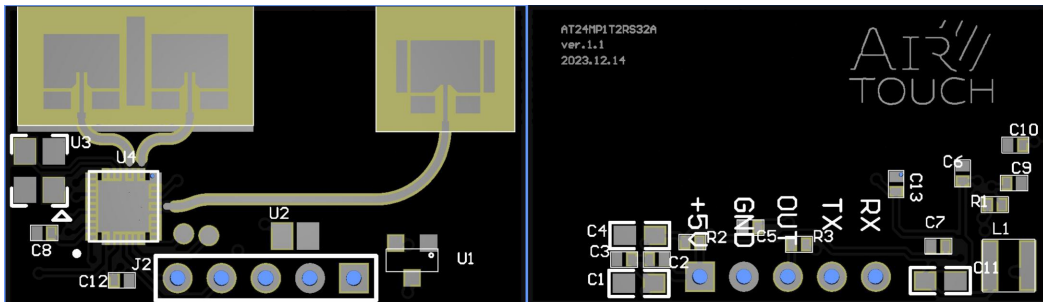 U3
U4
C8
C12
J2
U2
U1
AT24MP1T2RS32A
ver.1.1
2023.12.14
AIR
TOUCH
C10
C6
C9
C13
R1
C4
+5V
GND
OUT
TX
RX
C3
R2
C5
R3
C7
L1
C2
C1
C11